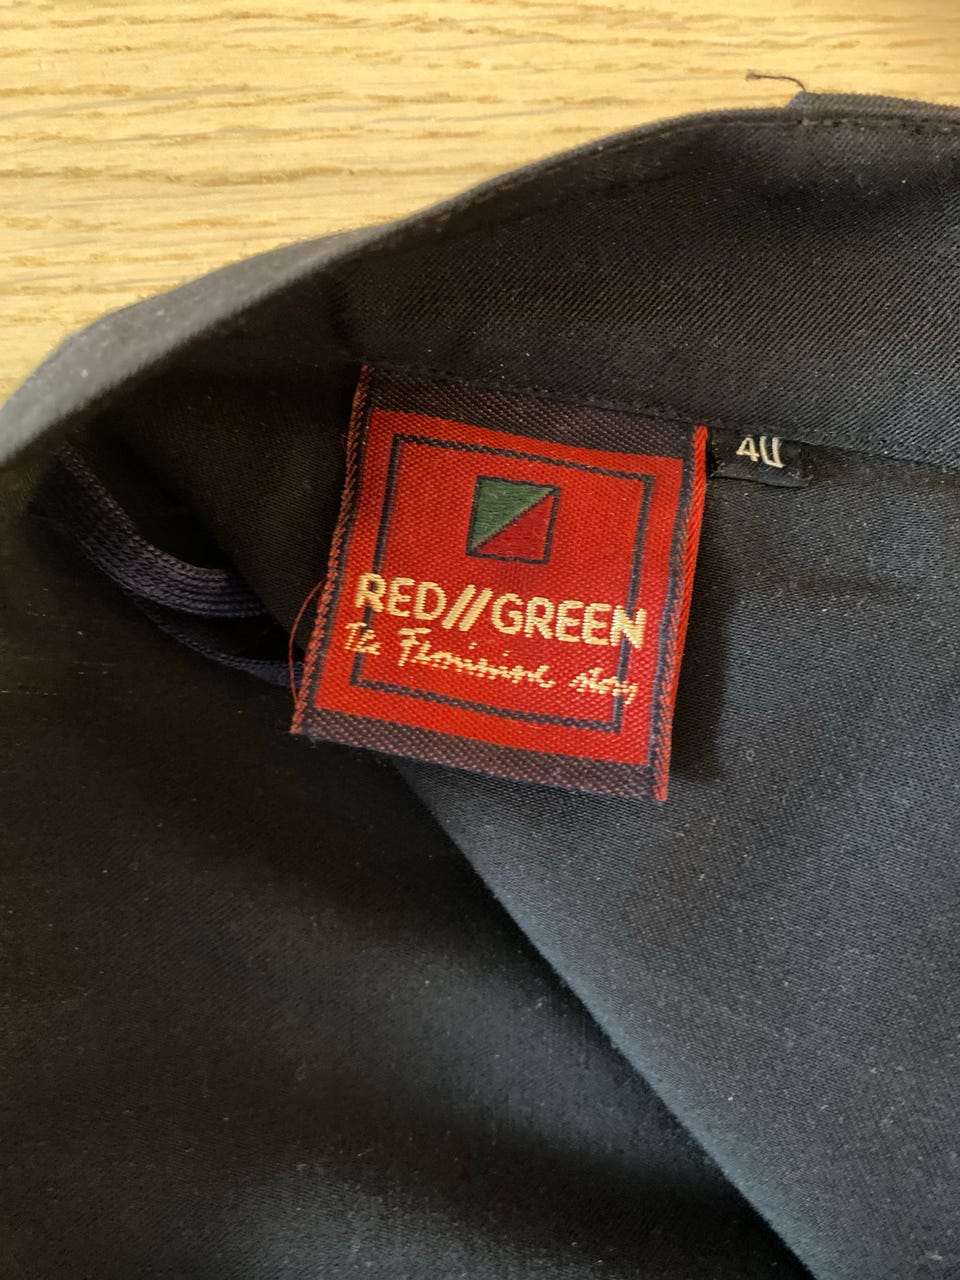 RED//GREEN
The Feminine story
40